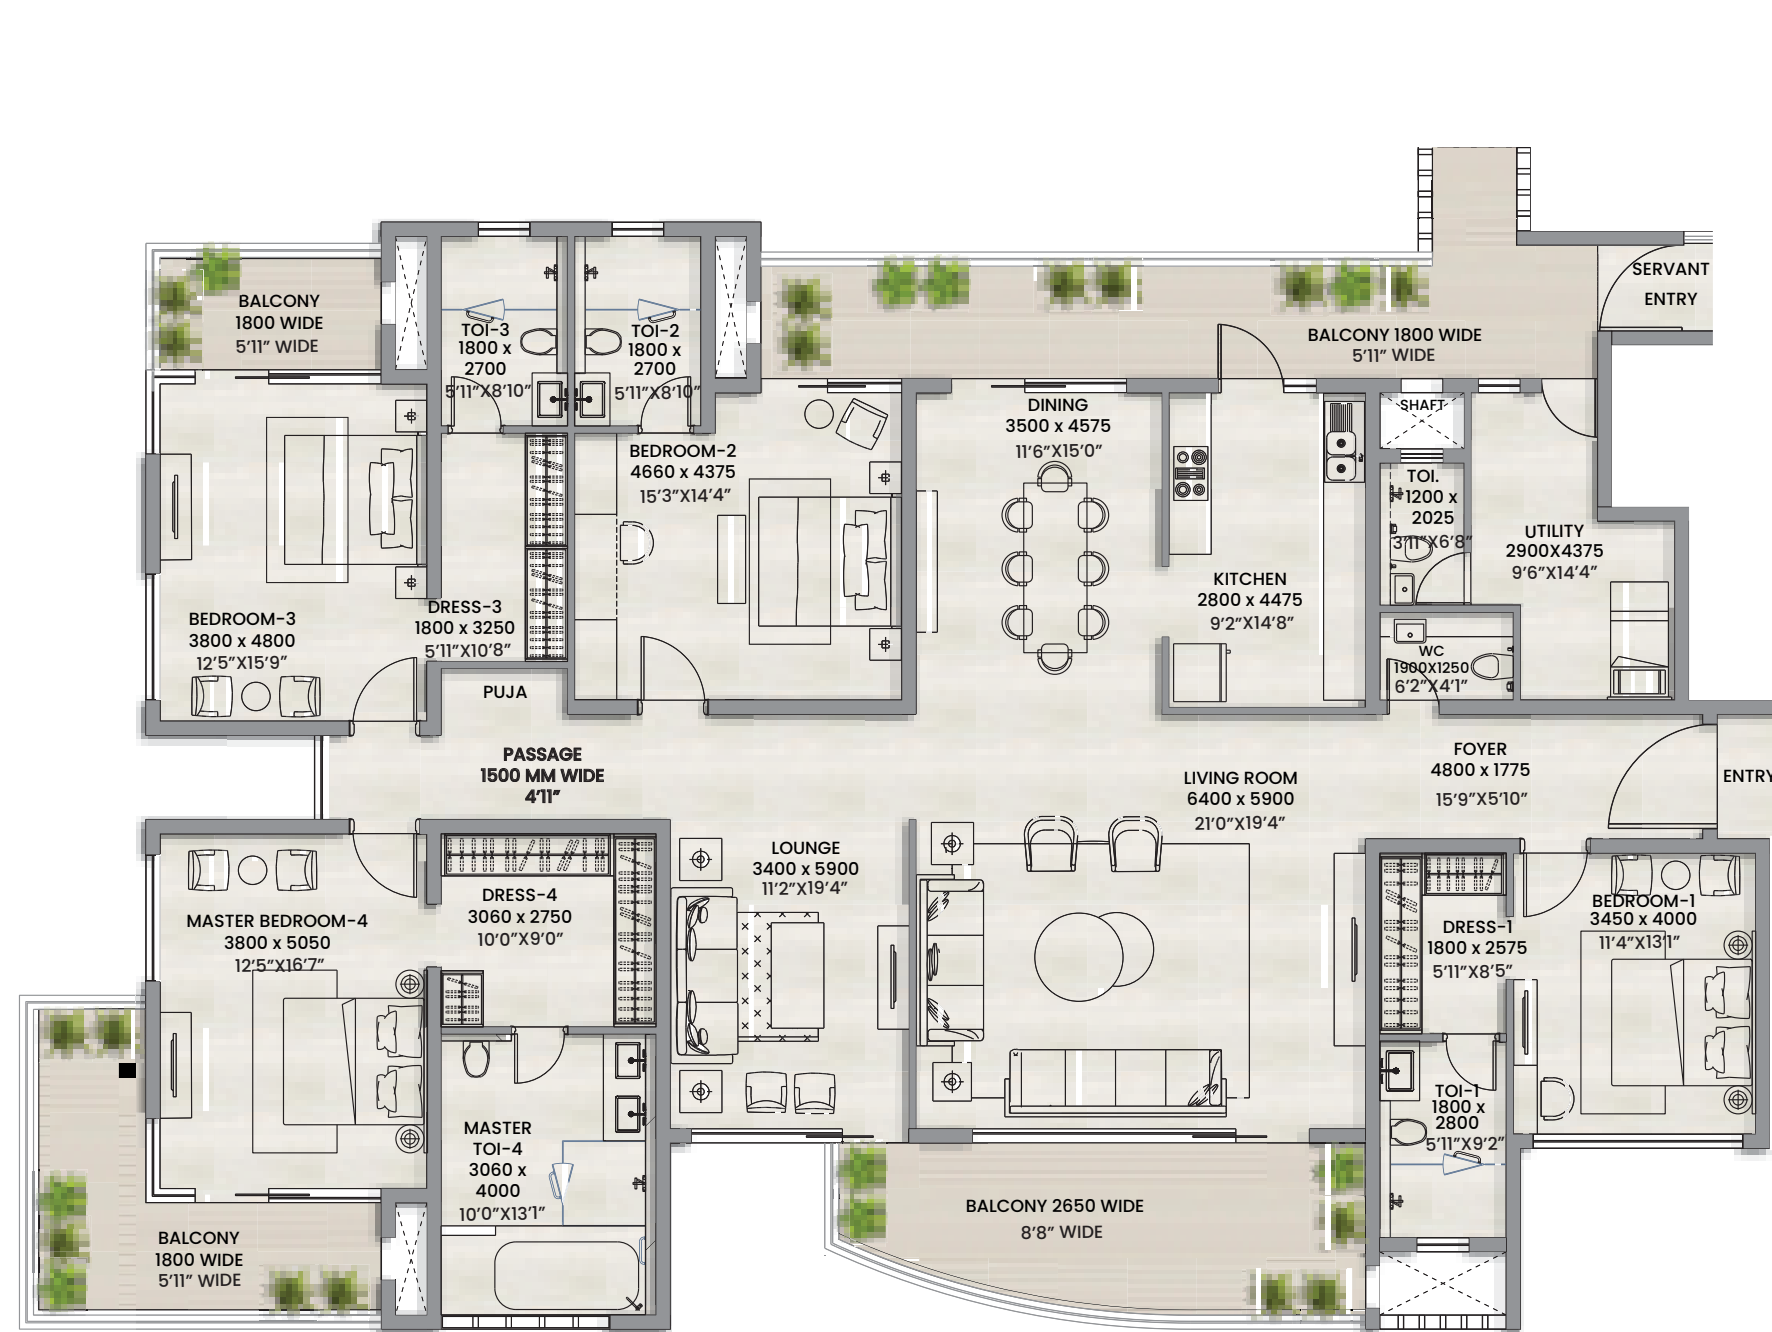 SERVANT
ENTRY
BALCONY
1800 WIDE
5'11" WIDE
TOI-3
1800 x
2700
5'11"X8'10"
TOI-2
1800 x
2700
5'11"X8'10"
BALCONY 1800 WIDE
5'11" WIDE
DINING
3500 x 4575
11'6"X15'0"
SHAFT
BEDROOM-2
4660 x 4375
15'3"X14'4"
TOI.
1200 x
2025
3'11"X6'8"
UTILITY
2900X4375
9'6"X14'4"
KITCHEN
2800 x 4475
9'2"X14'8"
BEDROOM-3
3800 x 4800
12'5"X15'9"
DRESS-3
1800 x 3250
5'11"X10'8"
WC
1900X1250
6'2"X4'1"
PUJA
PASSAGE
1500 MM WIDE
4'11"
LIVING ROOM
6400 x 5900
21'0"X19'4"
FOYER
4800 x 1775
15'9"X5'10"
ENTRY
LOUNGE
3400 x 5900
11'2"X19'4"
MASTER BEDROOM-4
3800 x 5050
12'5"X16'7"
DRESS-4
3060 x 2750
10'0"X9'0"
DRESS-1
1800 x 2575
5'11"X8'5"
BEDROOM-1
3450 x 4000
11'4"X13'1"
MASTER
TOI-4
3060 x
4000
10'0"X13'1"
TOI-1
1800 x
2800
5'11"X9'2"
BALCONY
1800 WIDE
5'11" WIDE
BALCONY 2650 WIDE
8'8" WIDE